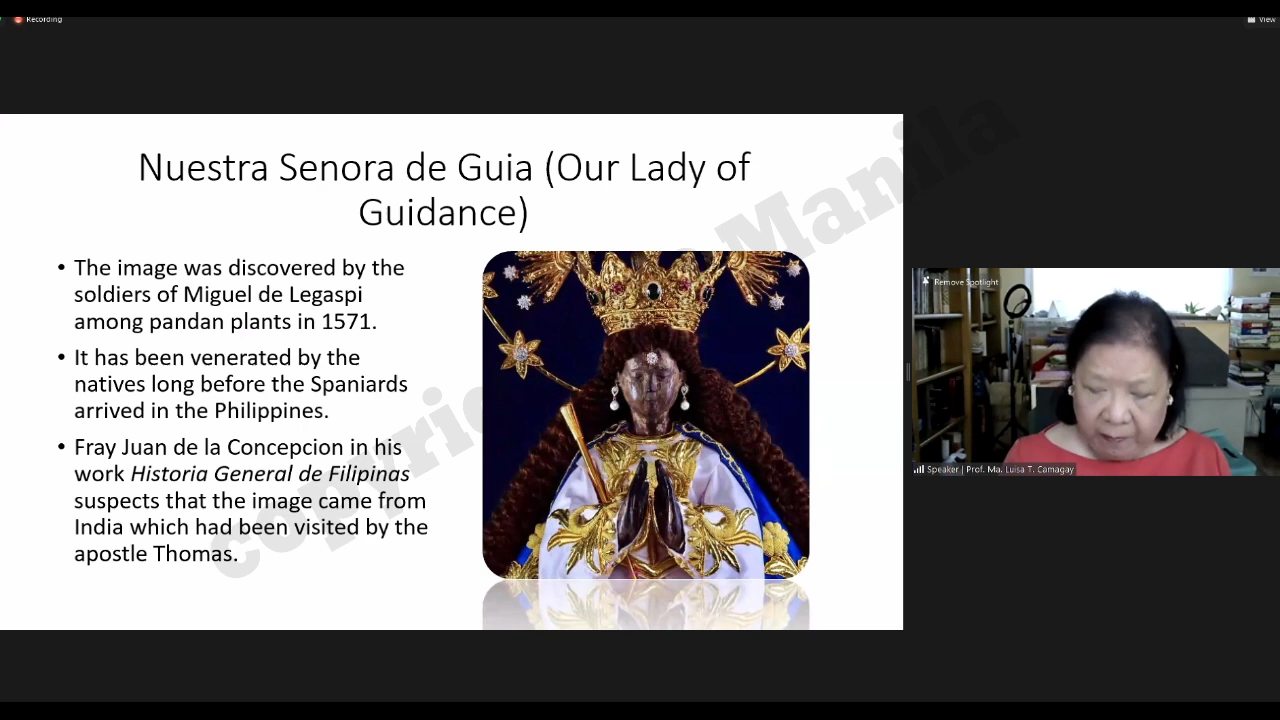 Recording
View
Nuestra Senora de Guia (Our Lady of
Guidance)
• The image was discovered by the
soldiers of Miguel de Legaspi
among pandan plants in 1571.
• It has been venerated by the
natives long before the Spaniards
arrived in the Philippines.
• Fray Juan de la Concepcion in his
work Historia General de Filipinas
suspects that the image came from
India which had been visited by the
apostle Thomas.
Remove Spotlight
Speaker | Prof. Ma. Luisa T. Camagay
Manila